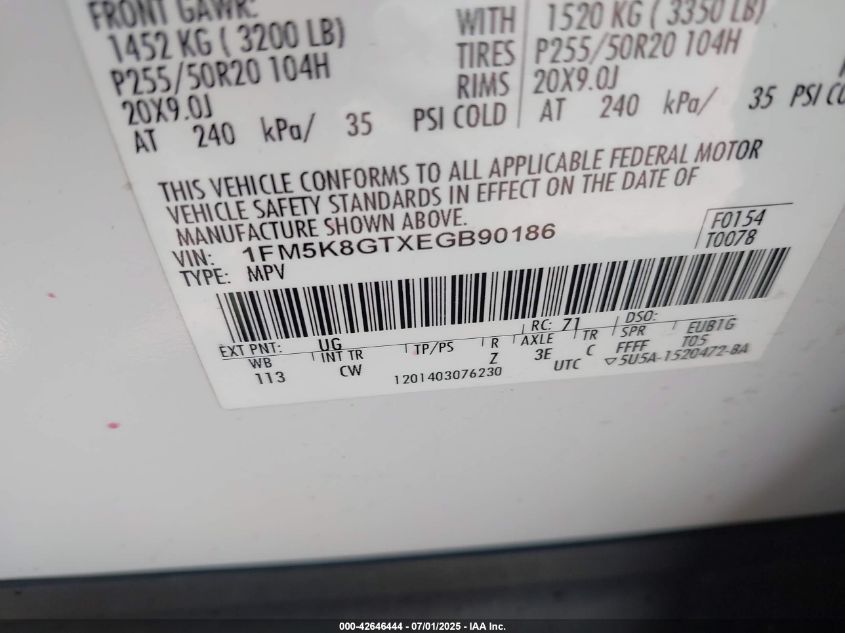 FRONT GAWR:
1452 KG ( 3200 LB)
P255/50R20 104H
20X9.0J
AT 240 kPa/ 35 PSI COLD
WITH
TIRES
RIMS
1520 KG ( 3350 LB)
P255/50R20 104H
20X9.0J
AT 240 kPa/ 35 PSI
THIS VEHICLE CONFORMS TO ALL APPLICABLE FEDERAL MOTOR
VEHICLE SAFETY STANDARDS IN EFFECT ON THE DATE OF
MANUFACTURE SHOWN ABOVE.
VIN: 1FM5K8GTXEGB90186
TYPE: MPV
F0154
T0078
EXT PNT: UG RC: 71 DSO:
WB INT TR TP/PS R AXLE TR SPR EUB1G
113 CW Z 3E C FFFF T05
1201403076230 UTC ▽5U5A-1520472-BA
000-42646444 / 07/01/2025 - IAA Inc.